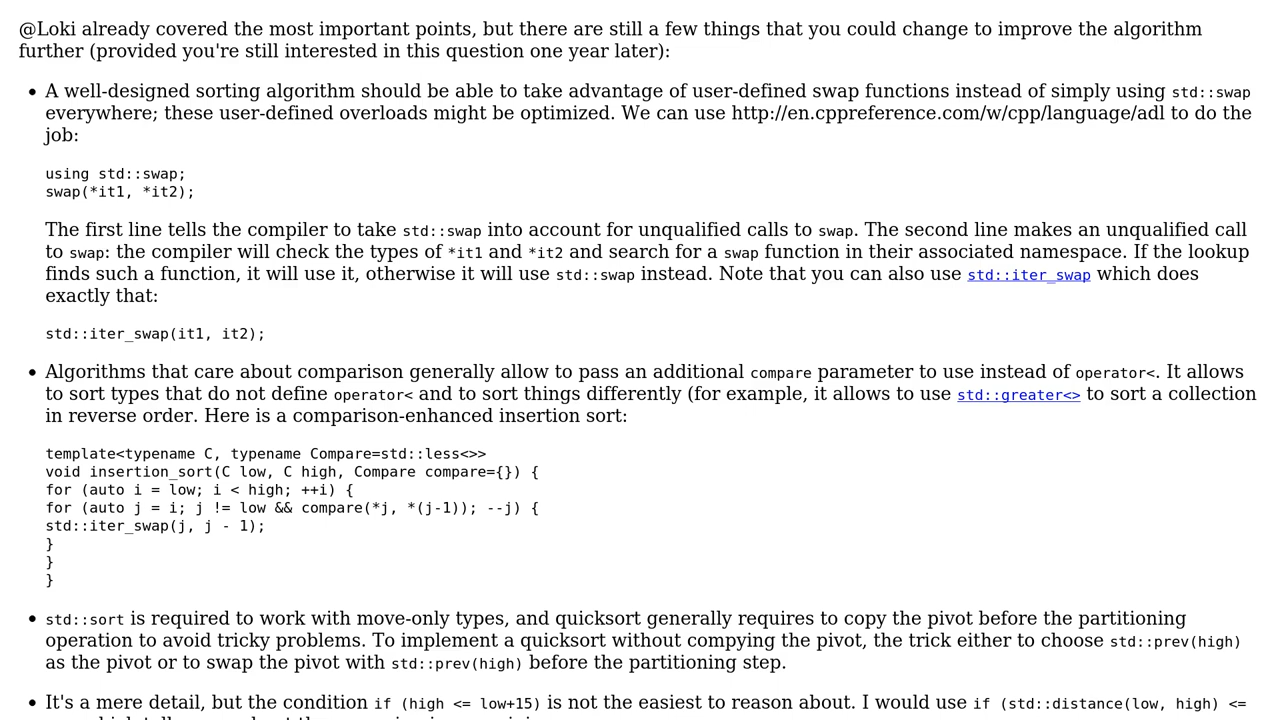 @Loki already covered the most important points, but there are still a few things that you could change to improve the algorithm
further (provided you're still interested in this question one year later):
• A well-designed sorting algorithm should be able to take advantage of user-defined swap functions instead of simply using std::swap
everywhere; these user-defined overloads might be optimized. We can use http://en.cppreference.com/w/cpp/language/adl to do the
job:
using std::swap;
swap(*it1, *it2);
The first line tells the compiler to take std::swap into account for unqualified calls to swap. The second line makes an unqualified call
to swap: the compiler will check the types of *it1 and *it2 and search for a swap function in their associated namespace. If the lookup
finds such a function, it will use it, otherwise it will use std::swap instead. Note that you can also use std::iter_swap which does
exactly that:
std::iter_swap(it1, it2);
• Algorithms that care about comparison generally allow to pass an additional compare parameter to use instead of operator<. It allows
to sort types that do not define operator< and to sort things differently (for example, it allows to use std::greater<> to sort a collection
in reverse order. Here is a comparison-enhanced insertion sort:
template<typename C, typename Compare=std::less<>>
void insertion_sort(C low, C high, Compare compare={}) {
for (auto i = low; i < high; ++i) {
for (auto j = i; j != low && compare(*j, *(j-1)); --j) {
std::iter_swap(j, j - 1);
}
}
}
• std::sort is required to work with move-only types, and quicksort generally requires to copy the pivot before the partitioning
operation to avoid tricky problems. To implement a quicksort without compying the pivot, the trick either to choose std::prev(high)
as the pivot or to swap the pivot with std::prev(high) before the partitioning step.
• It's a mere detail, but the condition if (high <= low+15) is not the easiest to reason about. I would use if (std::distance(low, high) <=